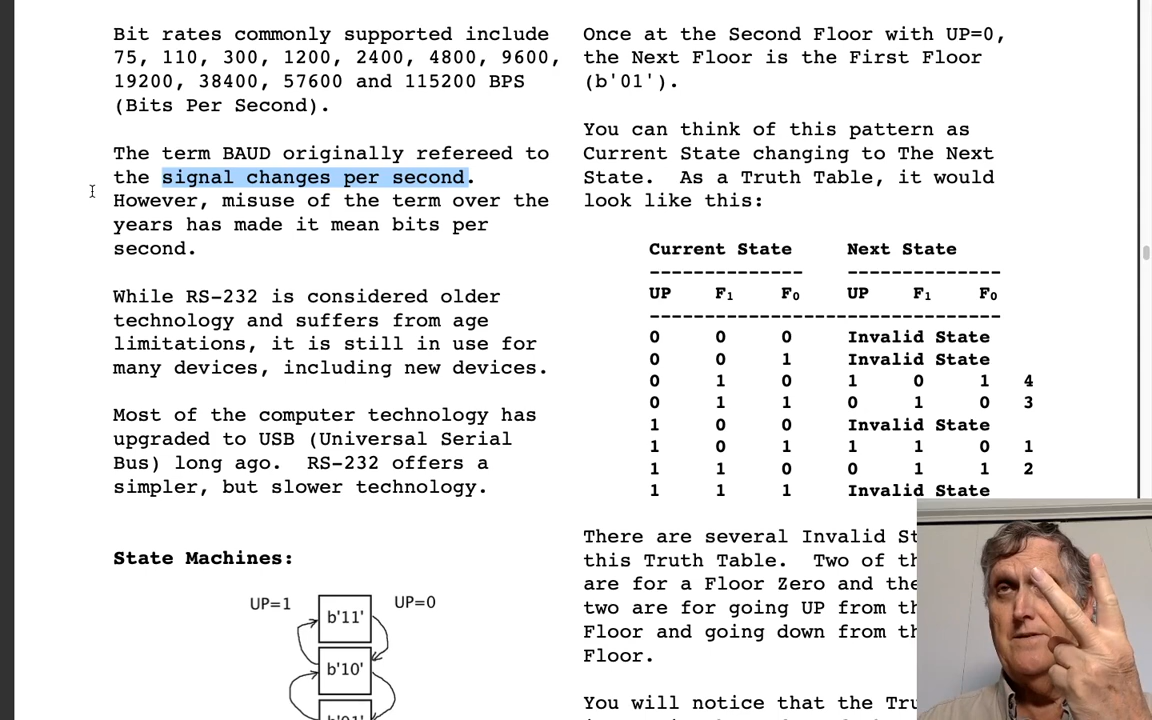 Bit rates commonly supported include
75, 110, 300, 1200, 2400, 4800, 9600,
19200, 38400, 57600 and 115200 BPS
(Bits Per Second).
The term BAUD originally refereed to
the signal changes per second.
However, misuse of the term over the
years has made it mean bits per
second.
While RS-232 is considered older
technology and suffers from age
limitations, it is still in use for
many devices, including new devices.
Most of the computer technology has
upgraded to USB (Universal Serial
Bus) long ago.  RS-232 offers a
simpler, but slower technology.
State Machines:
UP=1 b'11' UP=0
b'10'
Once at the Second Floor with UP=0,
the Next Floor is the First Floor
(b'01').
You can think of this pattern as
Current State changing to The Next
State.  As a Truth Table, it would
look like this:
Current State Next State
-------------- --------------
UP F₁ F₀ UP F₁ F₀
--------------------------------
0 0 0 Invalid State
0 0 1 Invalid State
0 1 0 1 0 1 4
0 1 1 0 1 0 3
1 0 0 Invalid State
1 0 1 1 1 0 1
1 1 0 0 1 1 2
1 1 1 Invalid State
There are several Invalid
this Truth Table.  Two of
are for a Floor Zero and
two are for going UP from
Floor and going down from
Floor.
You will notice that the